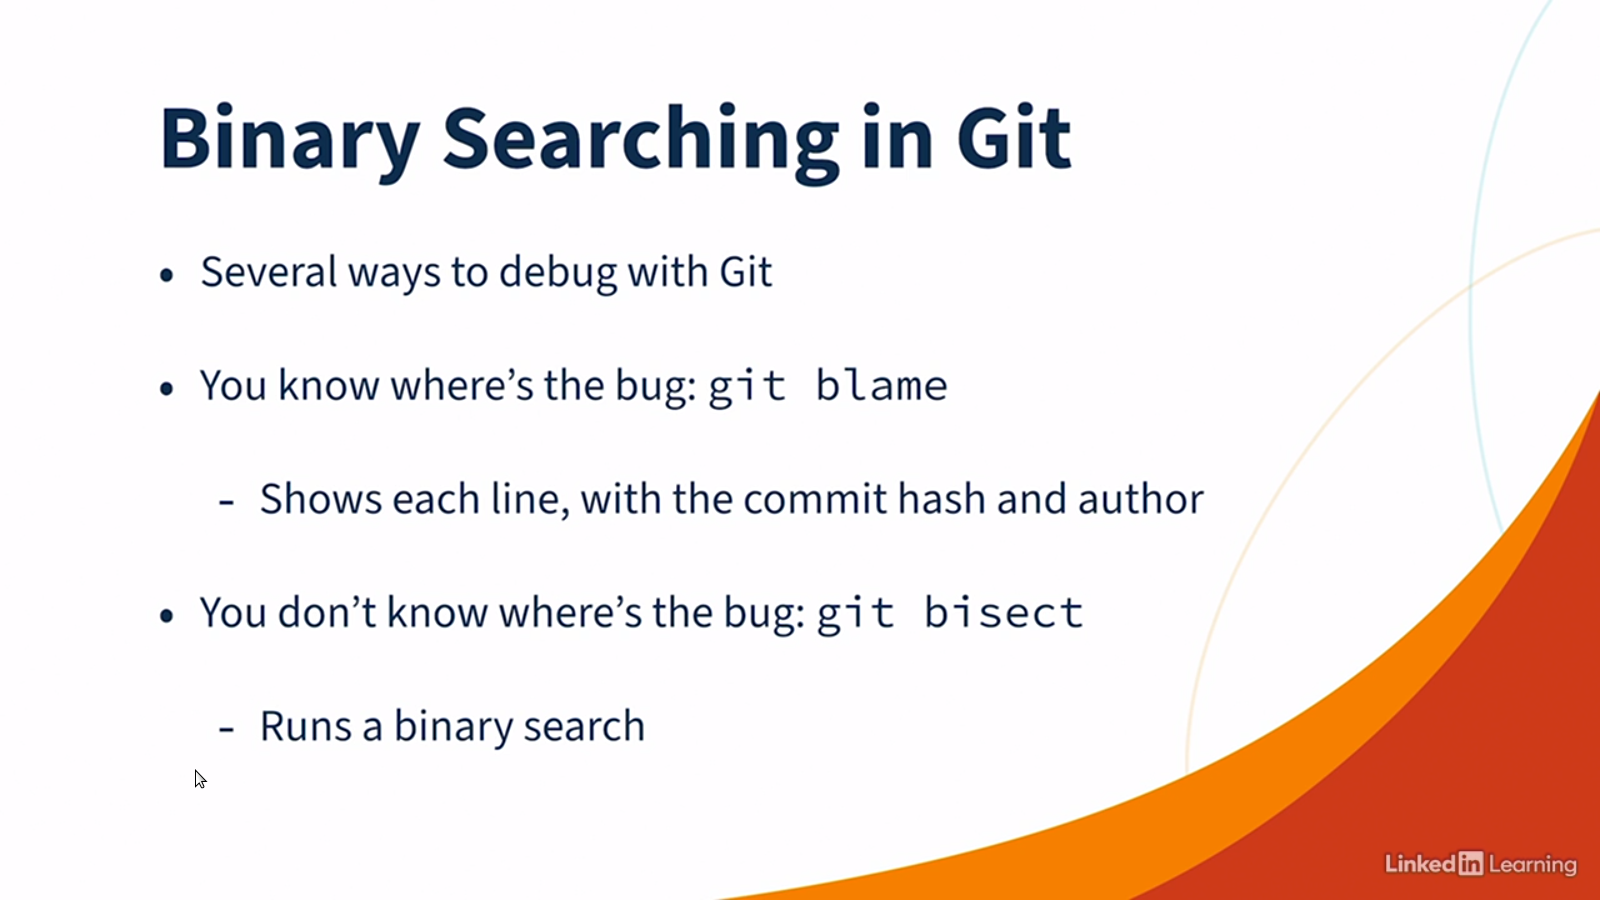 Binary Searching in Git
• Several ways to debug with Git
• You know where’s the bug: git blame
- Shows each line, with the commit hash and author
• You don’t know where’s the bug: git bisect
- Runs a binary search
Linked in Learning